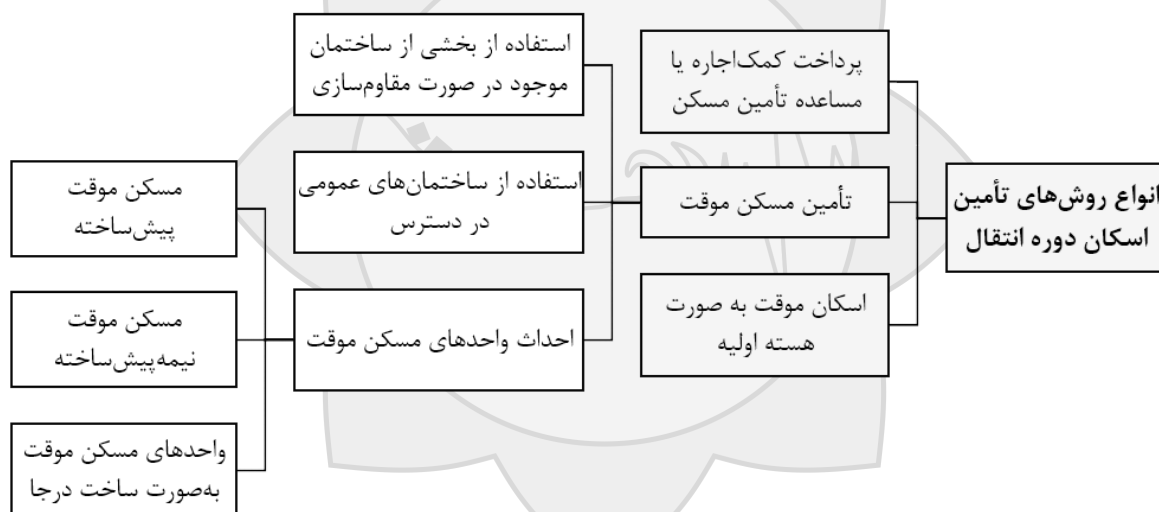 انواع روش‌های تأمین
اسکان دوره انتقال
پرداخت کمک‌اجاره یا
مساعده تأمین مسکن
تأمین مسکن موقت
اسکان موقت به صورت
هسته اولیه
استفاده از بخشی از ساختمان
موجود در صورت مقاوم‌سازی
استفاده از ساختمان‌های عمومی
در دسترس
احداث واحدهای مسکن موقت
مسکن موقت
پیش‌ساخته
مسکن موقت
نیمه‌پیش‌ساخته
واحدهای مسکن موقت
به‌صورت ساخت درجا